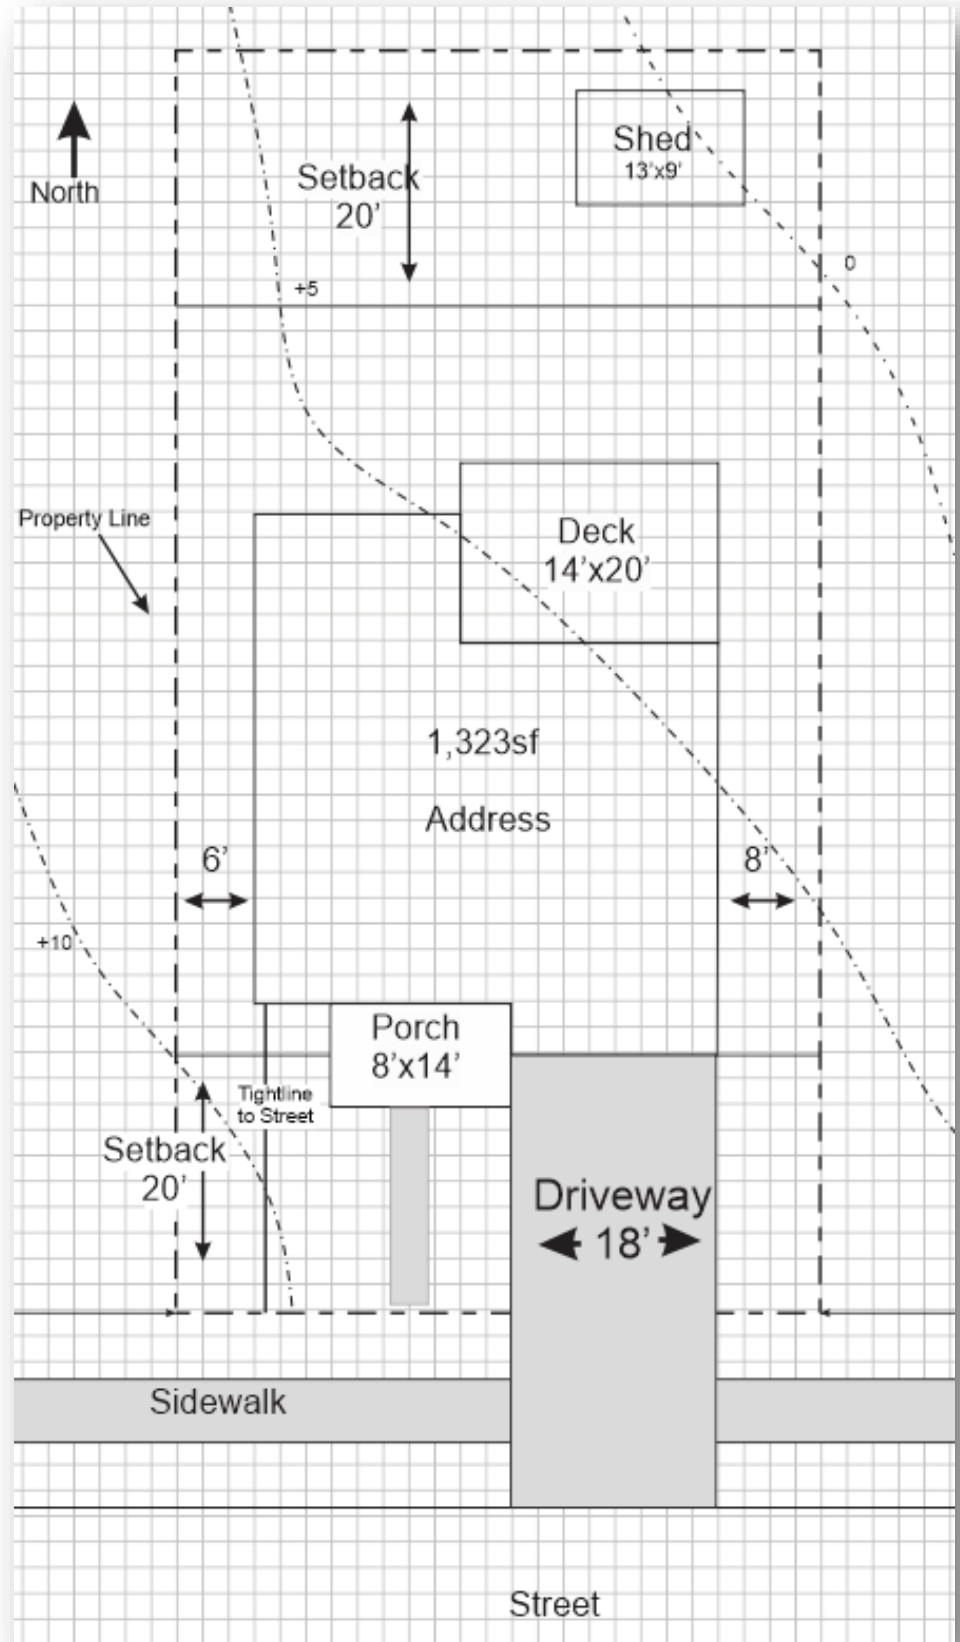 Shed
13’x9’
Setback
20’
North
0
+5
Property Line
Deck
14’x20’
1,323sf
Address
6’
8’
+10
Porch
8’x14’
Tightline
to Street
Setback
20’
Driveway
18’
Sidewalk
Street